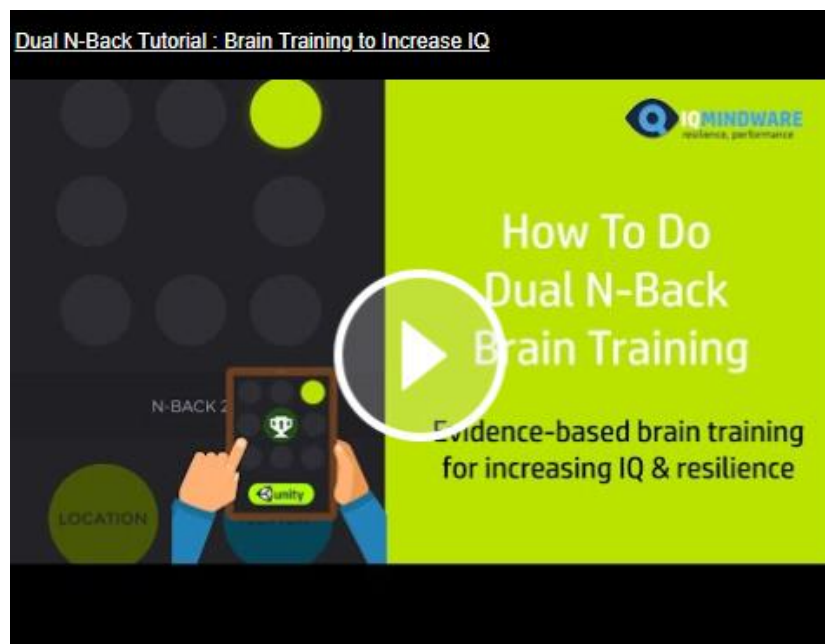 Dual N-Back Tutorial : Brain Training to Increase IQ
IQMINDWARE
resilience, performance
How To Do
Dual N-Back
Brain Training
Evidence-based brain training
for increasing IQ & resilience
N-BACK 2
unity
LOCATION